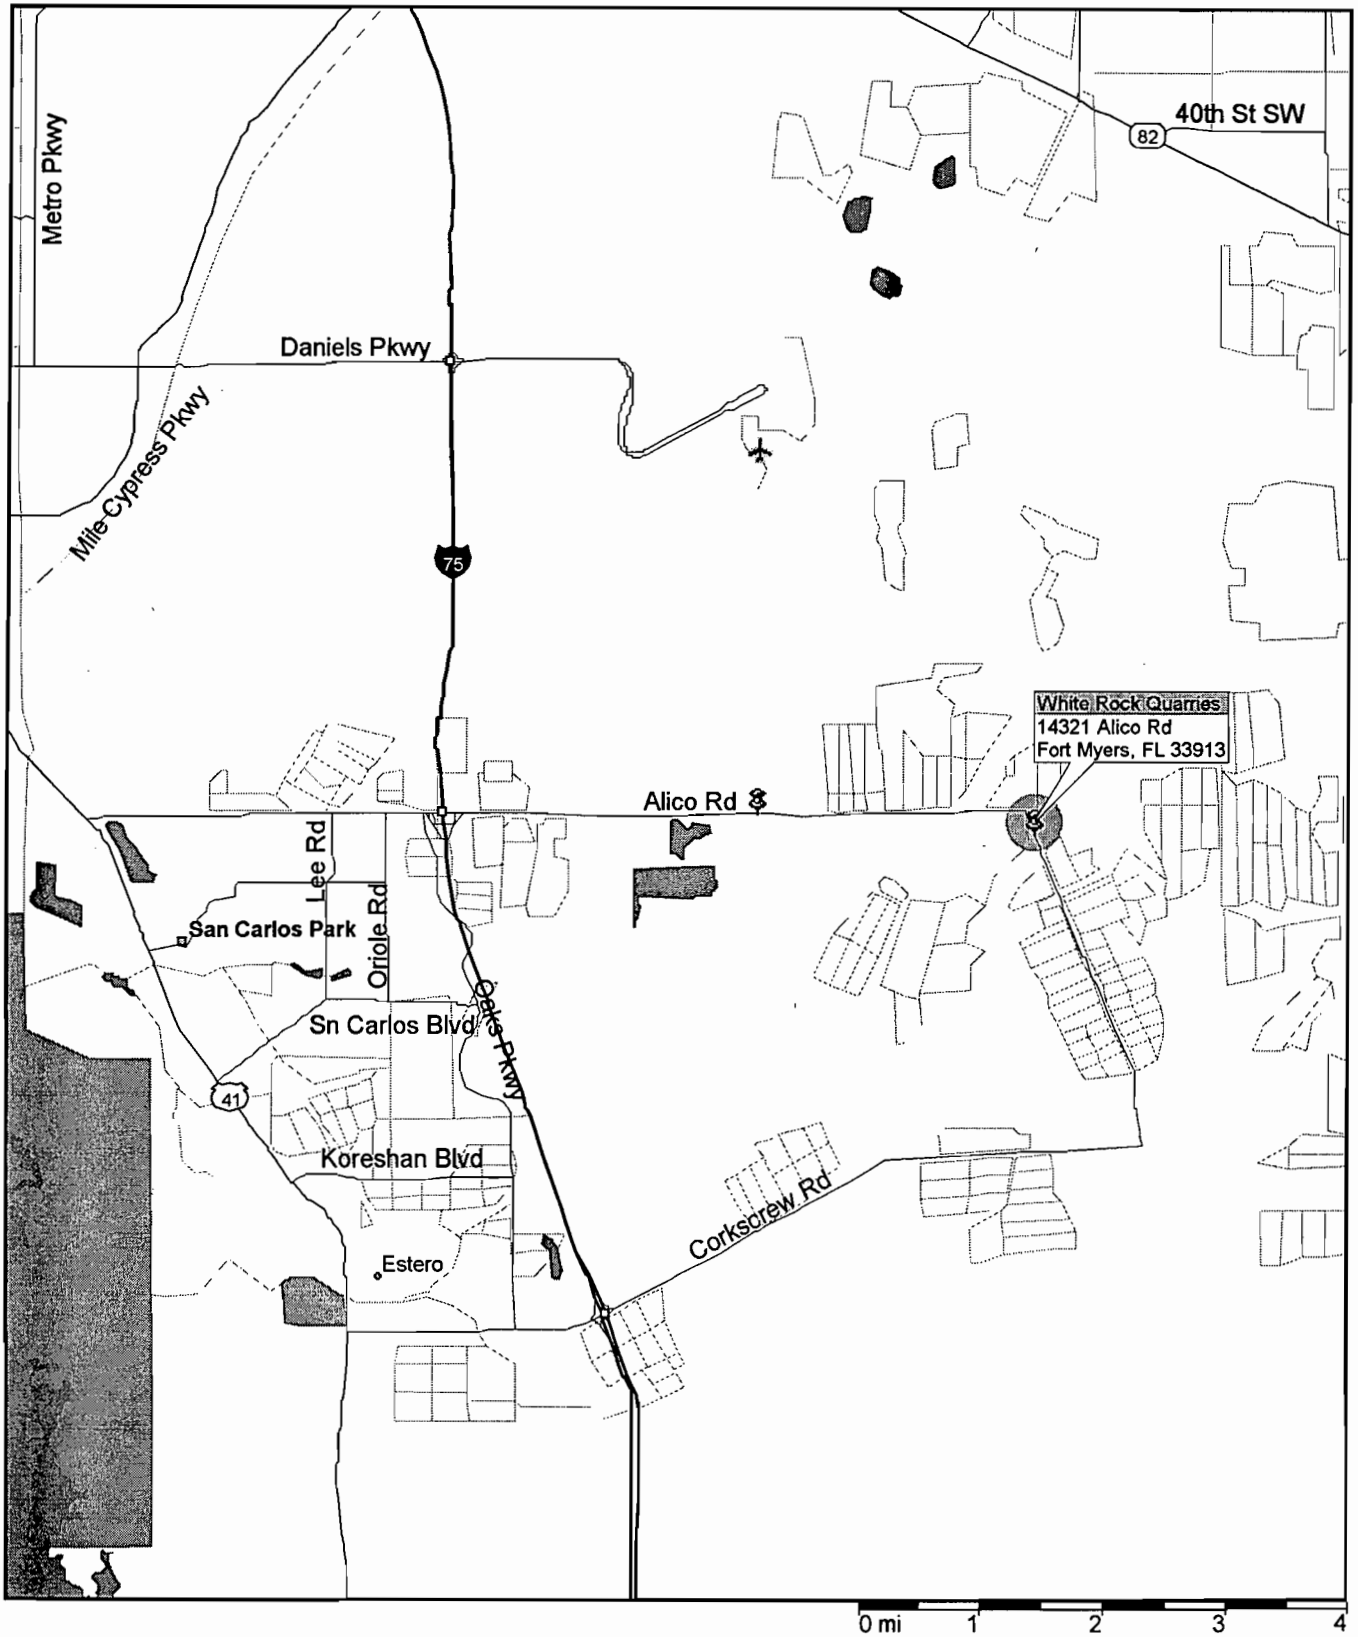 40th St SW
82
Metro Pkwy
Daniels Pkwy
Mile Cypress Pkwy
75
White Rock Quarries
14321 Alico Rd
Fort Myers, FL 33913
Alico Rd
Lee Rd
Oriole Rd
San Carlos Park
Oaks Pkwy
Sn Carlos Blvd
41
Koreshan Blvd
Corkscrew Rd
Estero
0 mi 1 2 3 4